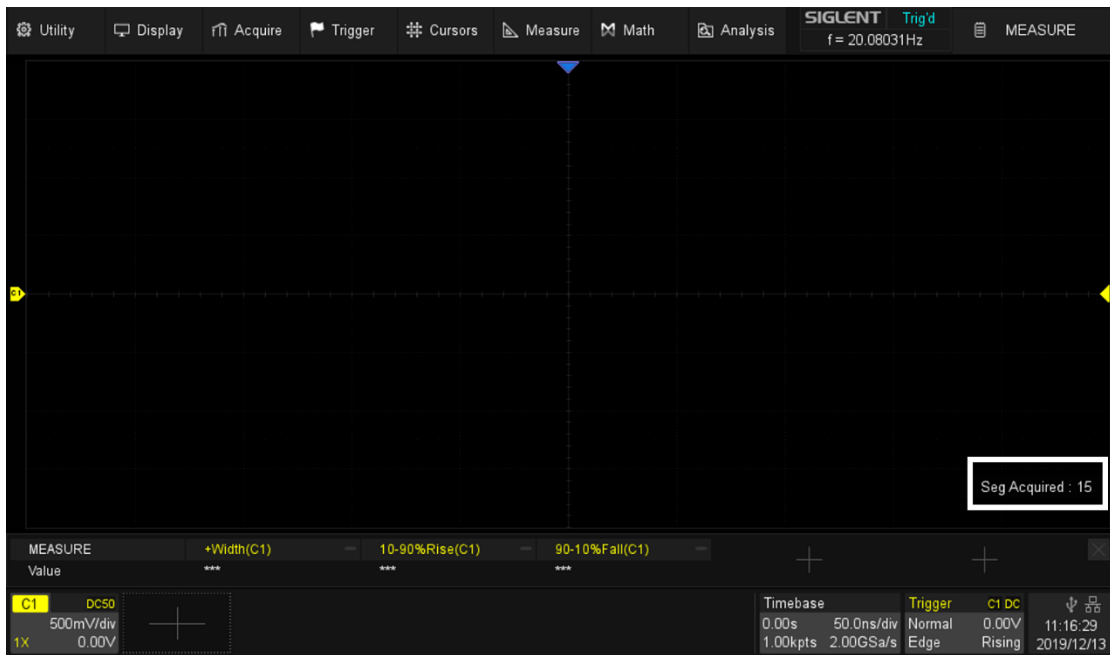 Utility Display Acquire Trigger Cursors Measure Math Analysis SIGLENT Trig'd MEASURE
f = 20.08031Hz
C1
Seg Acquired : 15
MEASURE +Width(C1) 10-90%Rise(C1) 90-10%Fall(C1)
Value *** *** ***
C1 DC50 Timebase Trigger C1 DC
500mV/div 0.00s 50.0ns/div Normal 0.00V 11:16:29
1X 0.00V 1.00kpts 2.00GSa/s Edge Rising 2019/12/13